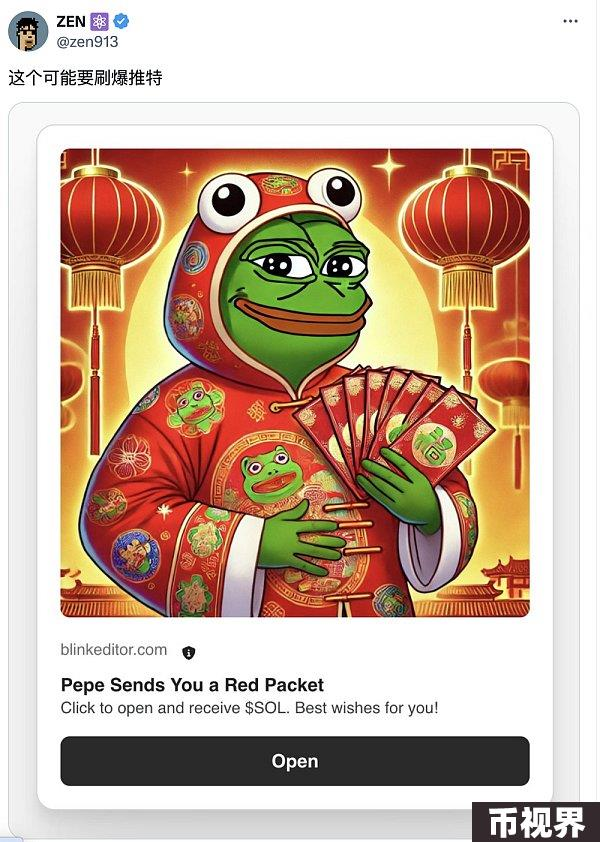 ZEN
@zen913
这个可能要刷爆推特
福
blinkeditor.com
Pepe Sends You a Red Packet
Click to open and receive $SOL. Best wishes for you!
Open
币视界